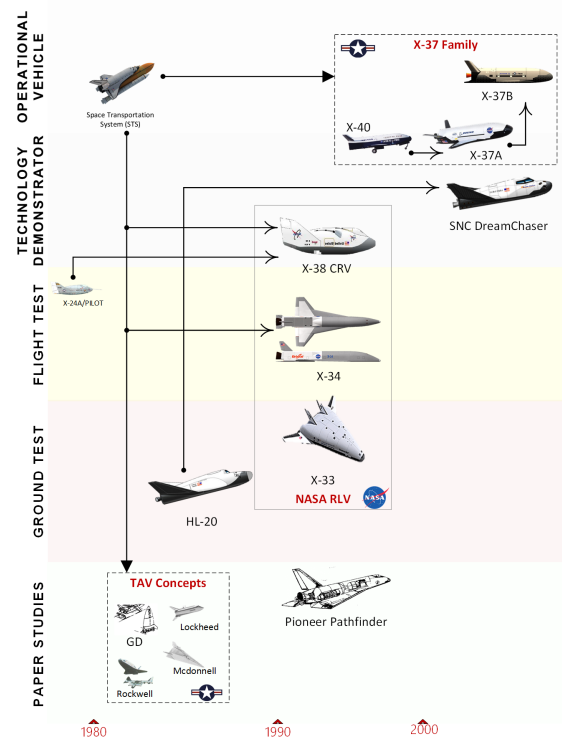 OPERATIONAL
VEHICLE
X-37 Family
X-37B
Space Transportation
System (STS)
X-40
X-37A
TECHNOLOGY
DEMONSTRATOR
SNC DreamChaser
X-38 CRV
FLIGHT TEST
X-24A/PILOT
X-34
GROUND TEST
X-33
NASA RLV
NASA
HL-20
PAPER STUDIES
TAV Concepts
Lockheed
GD
Mcdonnell
Rockwell
Pioneer Pathfinder
1980
1990
2000